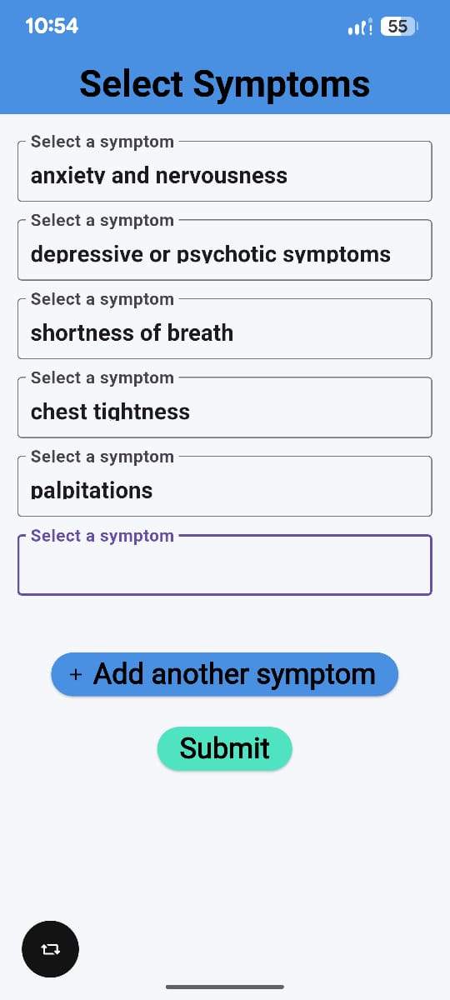 10:54
55
Select Symptoms
Select a symptom
anxiety and nervousness
Select a symptom
depressive or psychotic symptoms
Select a symptom
shortness of breath
Select a symptom
chest tightness
Select a symptom
palpitations
Select a symptom
+ Add another symptom
Submit